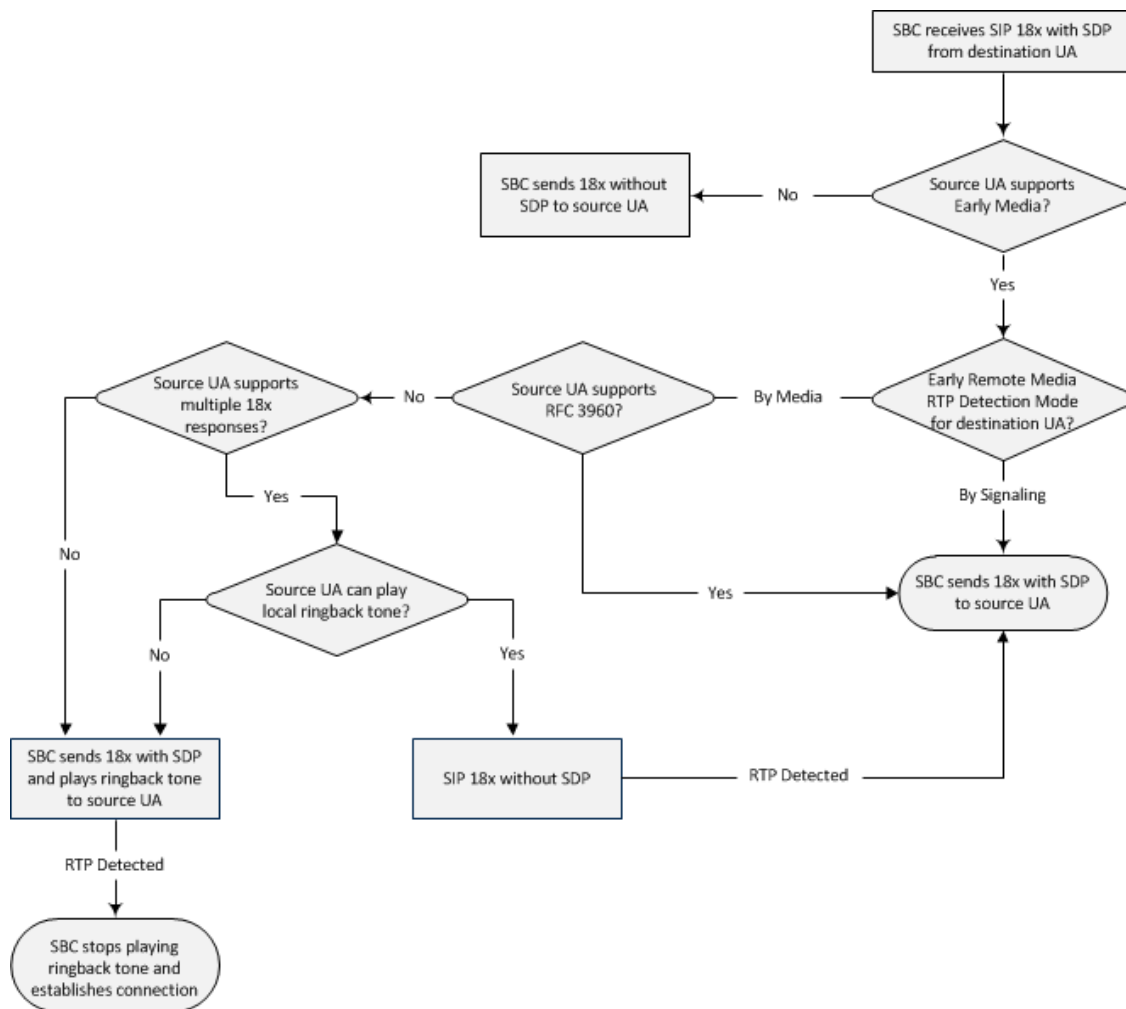 SBC receives SIP 18x with SDP
from destination UA
SBC sends 18x without
SDP to source UA
No
Source UA supports
Early Media?
Yes
Source UA supports
multiple 18x
responses?
No
Source UA supports
RFC 3960?
By Media
Early Remote Media
RTP Detection Mode
for destination UA?
Yes
By Signaling
No
Source UA can play
local ringback tone?
Yes
SBC sends 18x with SDP
to source UA
No
Yes
SBC sends 18x with SDP
and plays ringback tone
to source UA
SIP 18x without SDP
RTP Detected
RTP Detected
SBC stops playing
ringback tone and
establishes connection